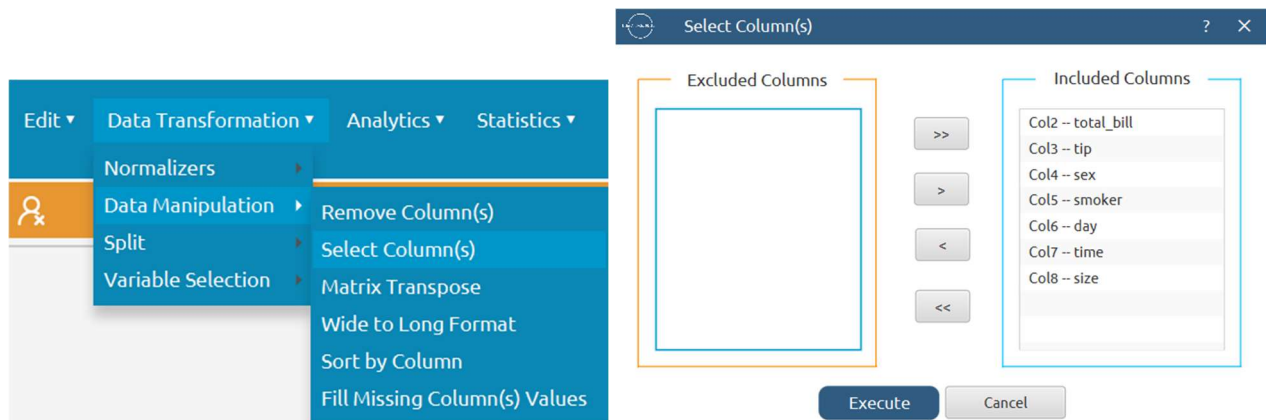 Select Column(s) ? ×
Edit ▾ Data Transformation ▾ Analytics ▾ Statistics ▾
Normalizers
Data Manipulation
Split
Variable Selection
Remove Column(s)
Select Column(s)
Matrix Transpose
Wide to Long Format
Sort by Column
Fill Missing Column(s) Values
Excluded Columns
>>
>
<
<<
Included Columns
Col2 -- total_bill
Col3 -- tip
Col4 -- sex
Col5 -- smoker
Col6 -- day
Col7 -- time
Col8 -- size
Execute Cancel